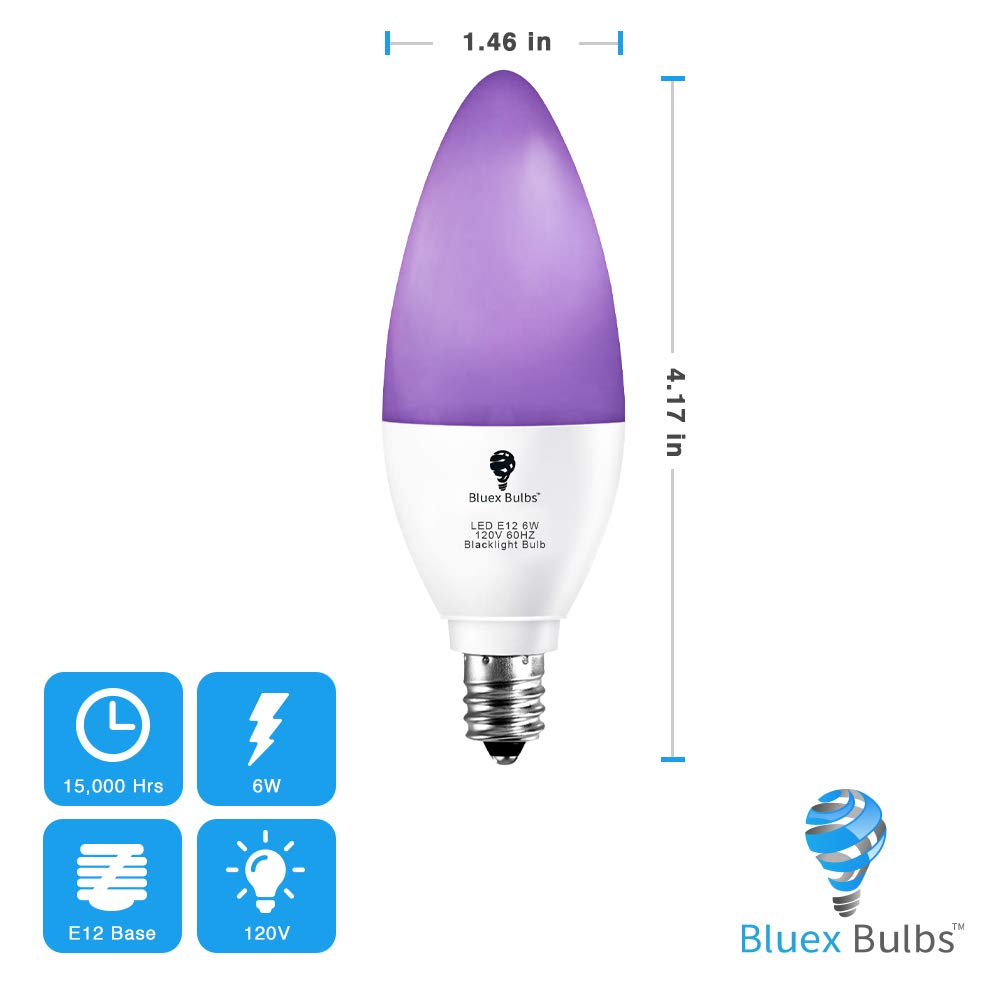 1.46 in
4.17 in
Bluex Bulbs™
LED E12 6W
120V 60HZ
Blacklight Bulb
15,000 Hrs
6W
E12 Base
120V
Bluex Bulbs™